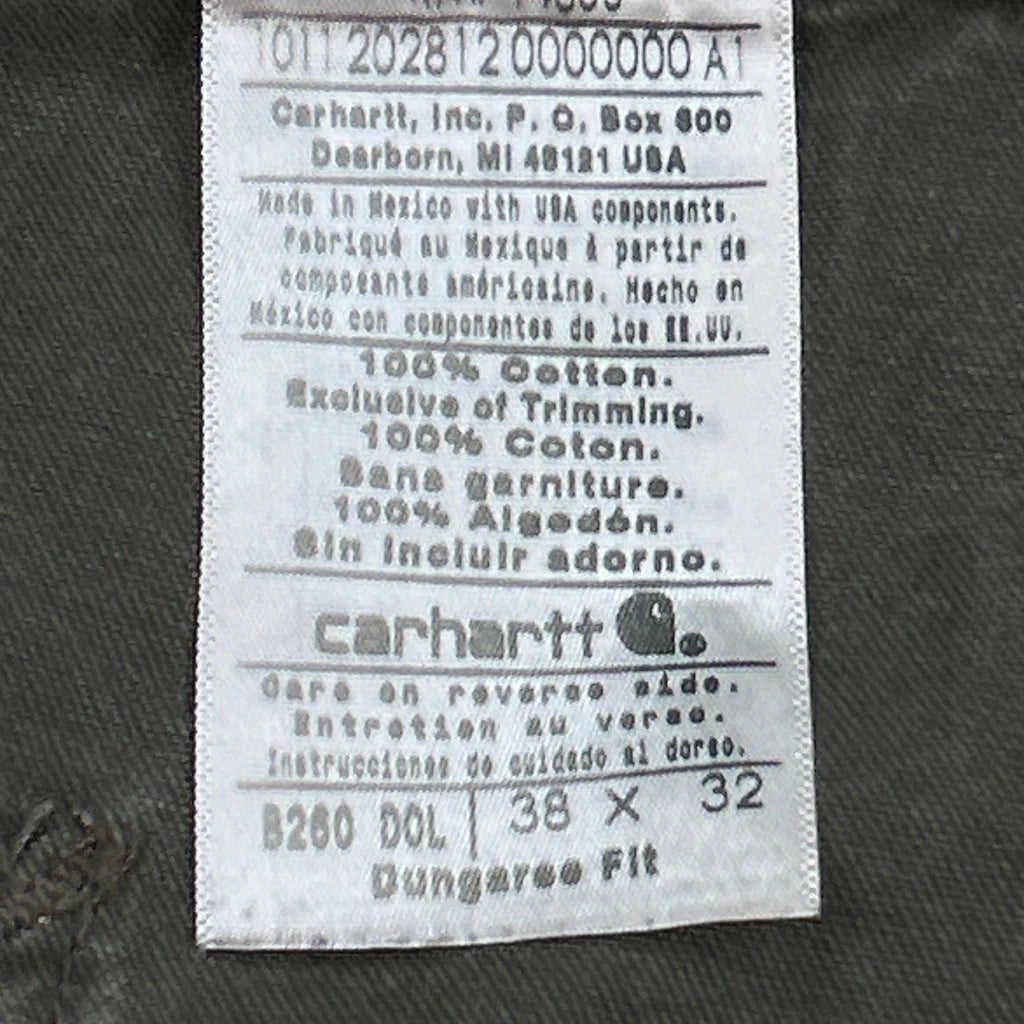 1011 202812 0000000 A1
Carhartt, Inc. P. O. Box 600
Dearborn, MI 48121 USA
Made in Mexico with USA components.
Fabriqué au Mexique à partir de
composants américains. Hecho en
México con componentes de los EE.UU.
100% Cotton.
Exclusive of Trimming.
100% Coton.
Sans garniture.
100% Algodón.
Sin incluir adorno.
carhartt
Care on reverse side.
Entretien au verso.
Instrucciones de cuidado al dorso.
B260 DOL | 38 X 32
Dungaree Fit